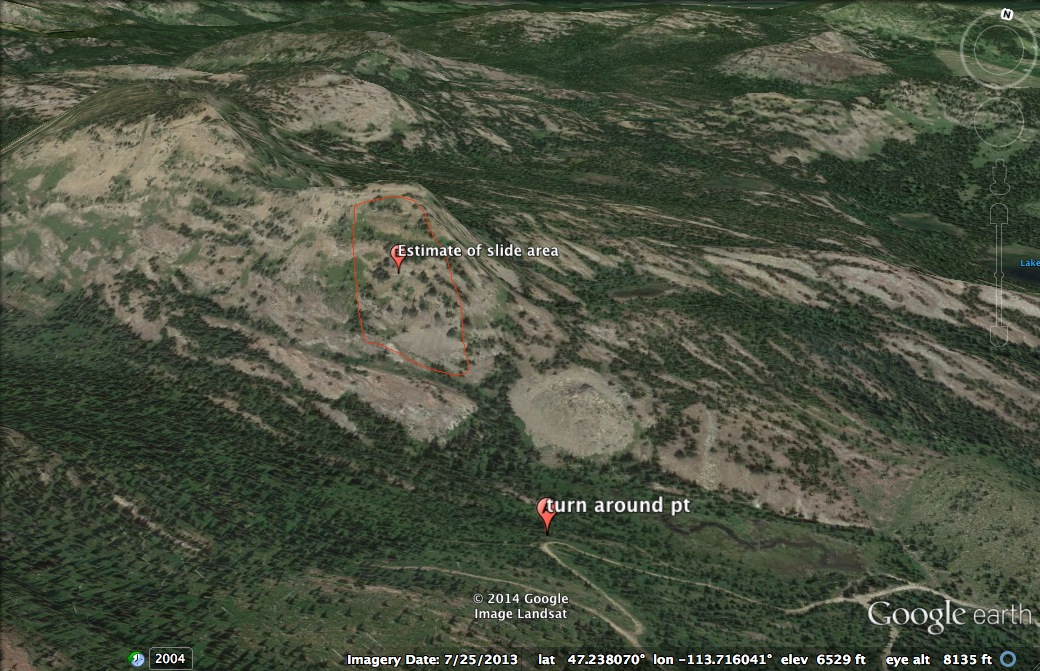 N
Estimate of slide area
Lake
turn around pt
© 2014 Google
Image Landsat
Google earth
2004
Imagery Date: 7/25/2013 lat 47.238070° lon -113.716041° elev 6529 ft eye alt 8135 ft